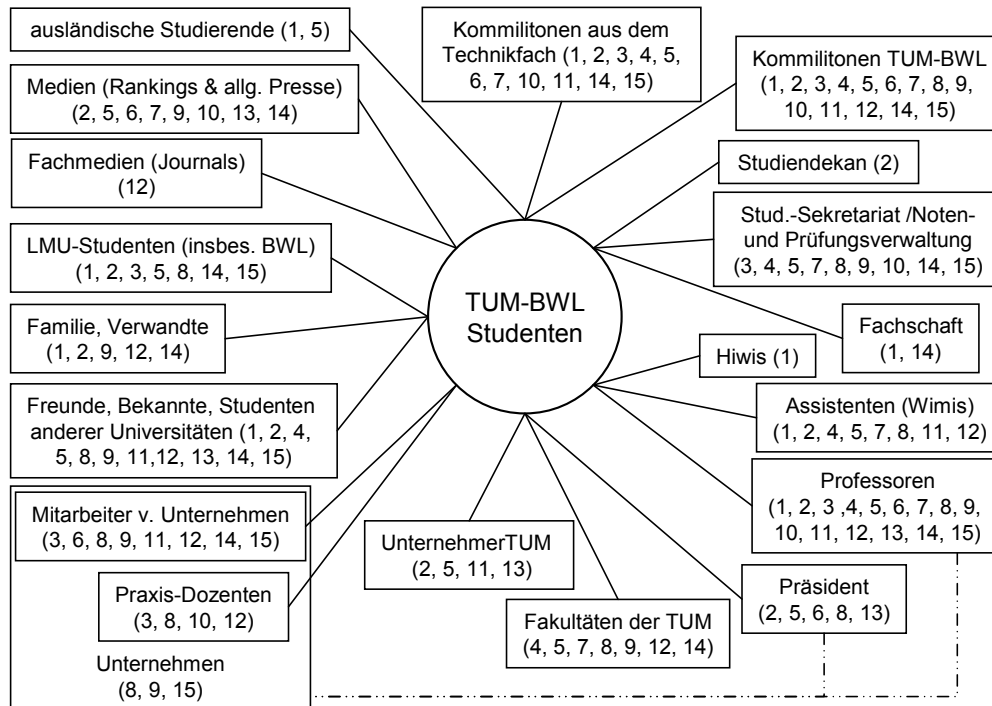 ausländische Studierende (1, 5)
Medien (Rankings & allg. Presse)
(2, 5, 6, 7, 9, 10, 13, 14)
Fachmedien (Journals)
(12)
LMU-Studenten (insbes. BWL)
(1, 2, 3, 5, 8, 14, 15)
Familie, Verwandte
(1, 2, 9, 12, 14)
Freunde, Bekannte, Studenten
anderer Universitäten (1, 2, 4,
5, 8, 9, 11,12, 13, 14, 15)
Mitarbeiter v. Unternehmen
(3, 6, 8, 9, 11, 12, 14, 15)
Praxis-Dozenten
(3, 8, 10, 12)
Unternehmen
(8, 9, 15)
Kommilitonen aus dem
Technikfach (1, 2, 3, 4, 5,
6, 7, 10, 11, 14, 15)
TUM-BWL
Studenten
UnternehmerTUM
(2, 5, 11, 13)
Fakultäten der TUM
(4, 5, 7, 8, 9, 12, 14)
Kommilitonen TUM-BWL
(1, 2, 3, 4, 5, 6, 7, 8, 9,
10, 11, 12, 14, 15)
Studiendekan (2)
Stud.-Sekretariat /Noten-
und Prüfungsverwaltung
(3, 4, 5, 7, 8, 9, 10, 14, 15)
Fachschaft
(1, 14)
Hiwis (1)
Assistenten (Wimis)
(1, 2, 4, 5, 7, 8, 11, 12)
Professoren
(1, 2, 3 ,4, 5, 6, 7, 8, 9,
10, 11, 12, 13, 14, 15)
Präsident
(2, 5, 6, 8, 13)